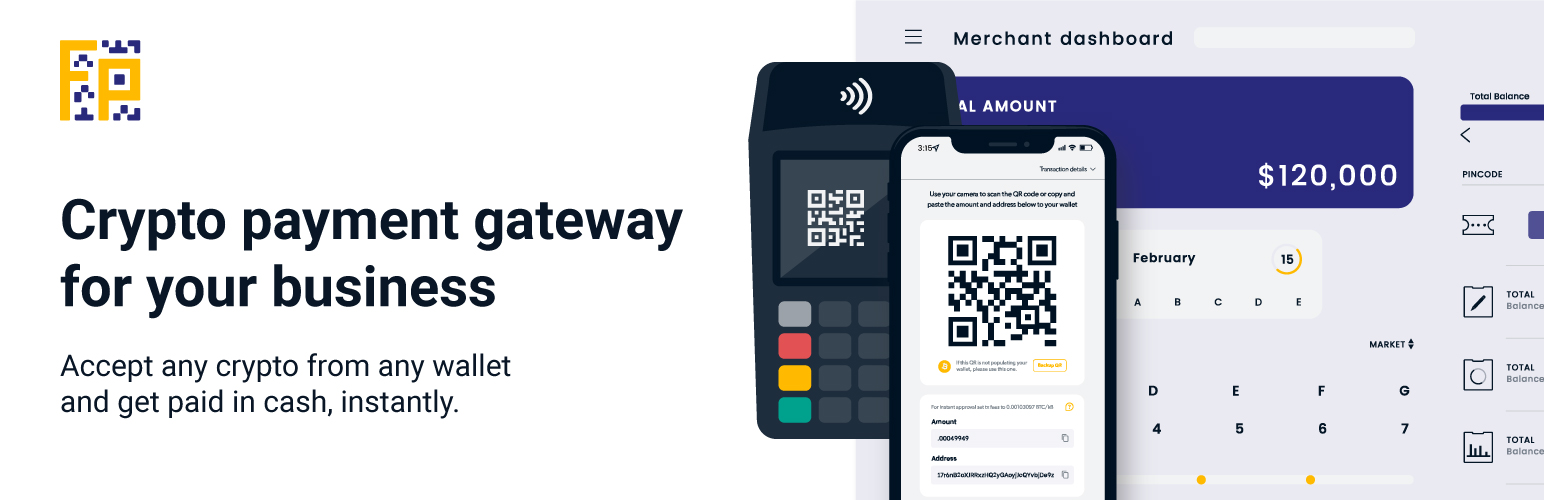 FP
Crypto payment gateway
for your business
Accept any crypto from any wallet
and get paid in cash, instantly.
Merchant dashboard
AL AMOUNT
$120,000
3:15
Transaction details
Use your camera to scan the QR code or copy and
paste the amount and address below to your wallet
If this QR is not populating your
wallet, please use this one.
Backup QR
For instant approval set tx fees to 0.00103097 BTC/kB
Amount
.00049949
Address
February
15
A B C D E
MARKET
D E F G
4 5 6 7
Total Balance
PINCODE
TOTAL
Balance
TOTAL
Balance
TOTAL
Balance